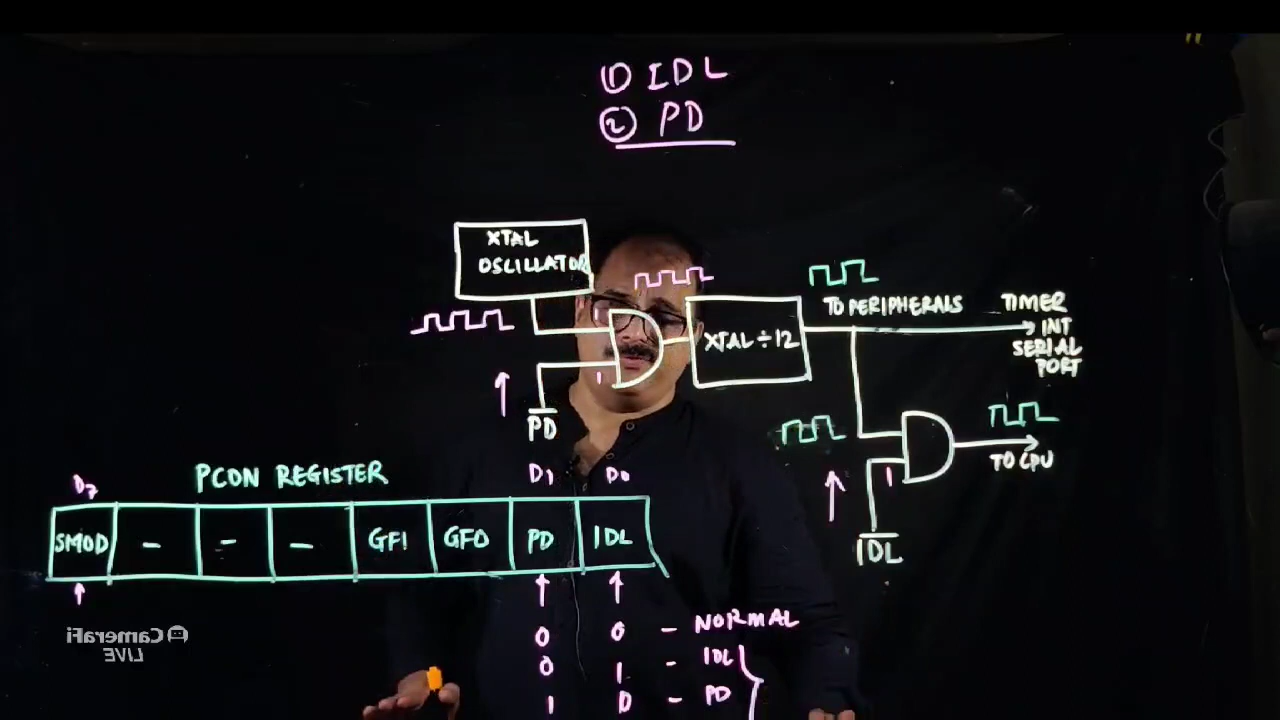 ① IDL
② PD
XTAL
OSCILLATOR
TO PERIPHERALS
TIMER
INT
SERIAL
PORT
XTAL ÷ 12
1
1
PD
TO CPU
1
IDL
PCON REGISTER
D7
D1
D0
SMOD - - - GF1 GF0 PD IDL
0 0 - NORMAL
0 1 - IDL
1 0 - PD
CameraFi
LIVE